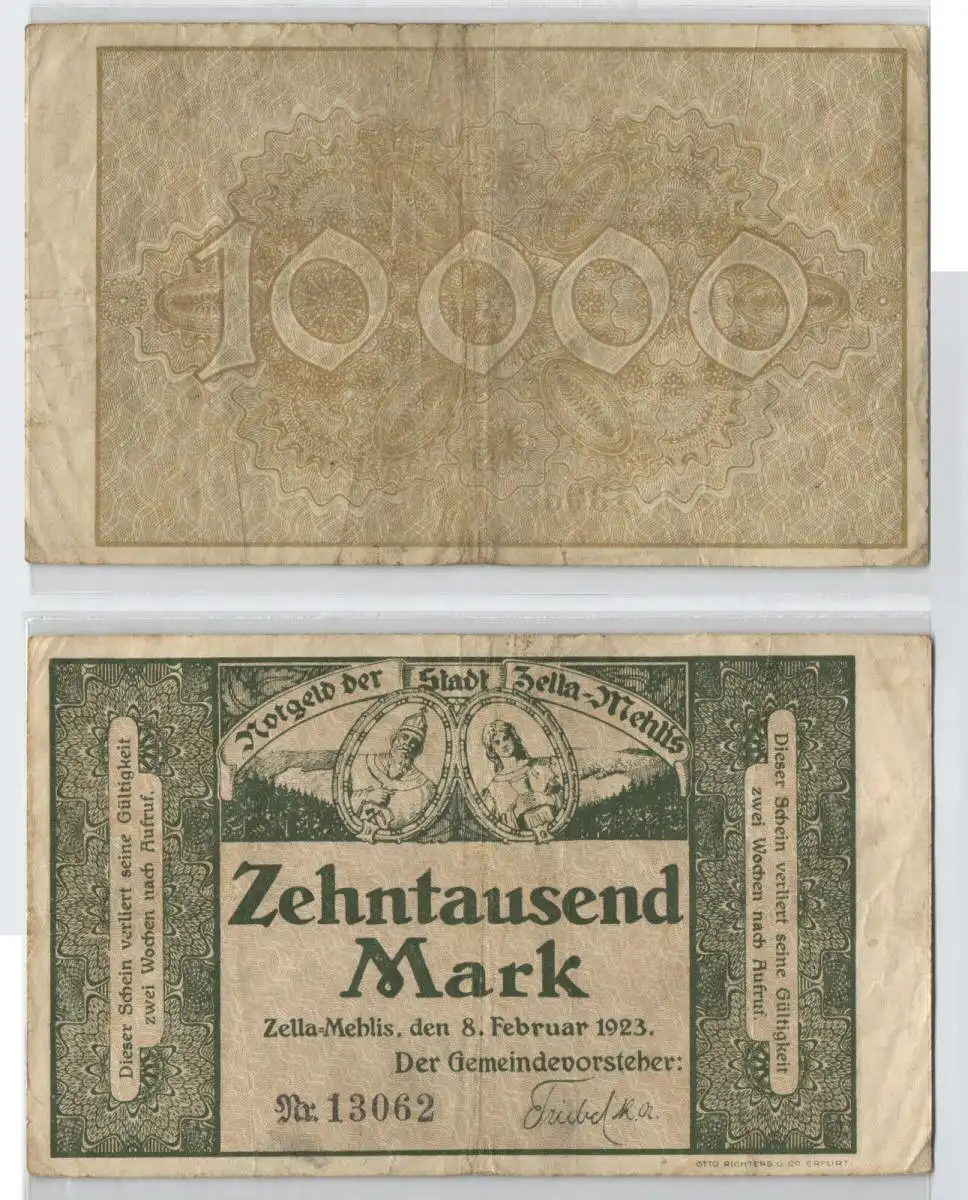 10000
Notgeld der Stadt Zella-Mehlis
Dieser Schein verliert seine Gültigkeit
zwei Wochen nach Aufruf.
Zehntausend
Mark
Zella-Mehlis, den 8. Februar 1923.
Der Gemeindevorsteher:
Nr. 13062
Dieser Schein verliert seine Gültigkeit
zwei Wochen nach Aufruf.
OTTO RICHTERS U. CO. ERFURT.